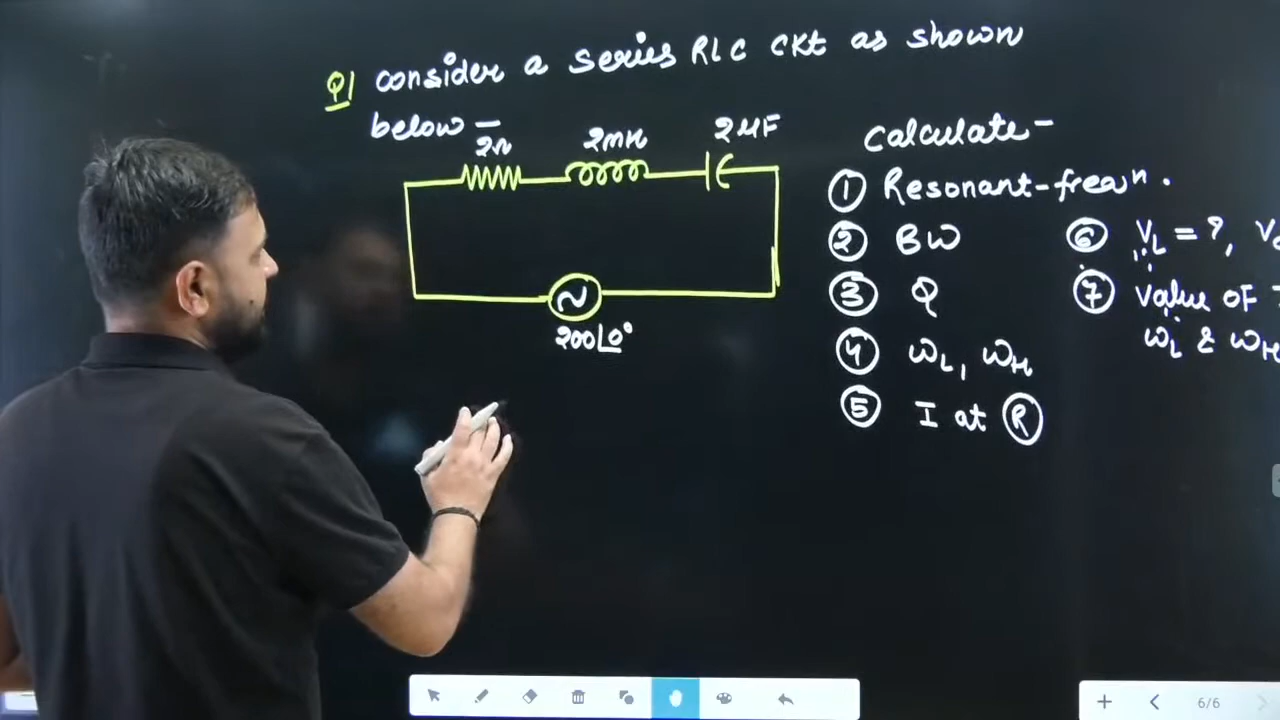 Q1 consider a series RLC CKt as shown
below –
2Ω 2mH 2μF
200∠0°
Calculate –
① Resonant-freqⁿ.
② BW
③ Q
④ ωL, ωH
⑤ I at Ⓡ
⑥ VL = ?, V
⑦ value of
ωL & ωH
6/6